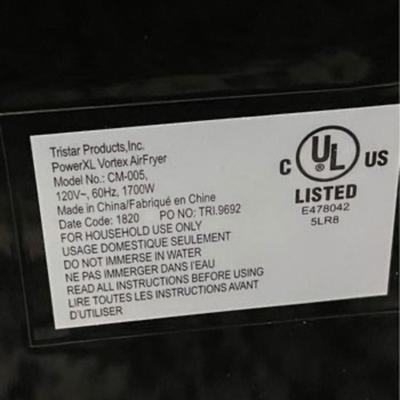 Tristar Products,Inc.
PowerXL Vortex AirFryer
Model No.: CM-005,
120V~, 60Hz, 1700W
Made in China/Fabriqué en Chine
Date Code: 1820 PO NO: TRI.9692
FOR HOUSEHOLD USE ONLY
USAGE DOMESTIQUE SEULEMENT
DO NOT IMMERSE IN WATER
NE PAS IMMERGER DANS L'EAU
READ ALL INSTRUCTIONS BEFORE USING
LIRE TOUTES LES INSTRUCTIONS AVANT
D'UTILISER
C UL US
®
LISTED
E478042
5LR8